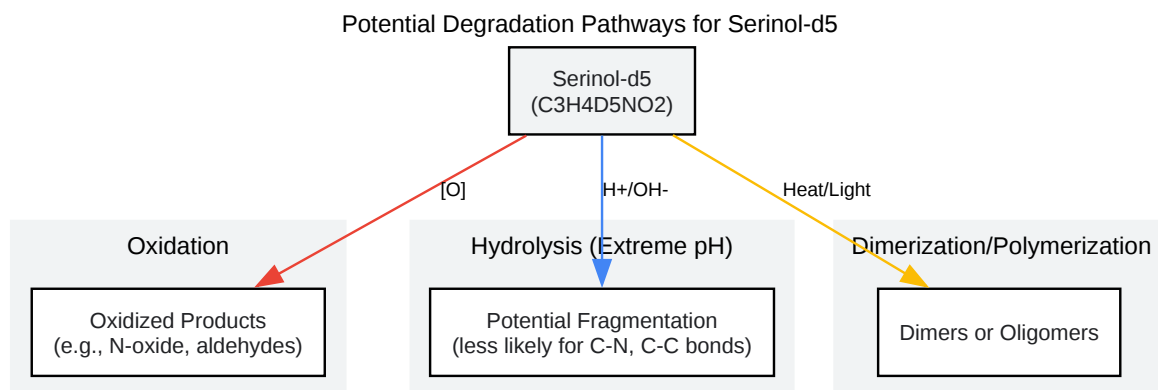 Potential Degradation Pathways for Serinol-d5
Serinol-d5
(C3H4D5NO2)
[O]
H+/OH-
Heat/Light
Oxidation
Hydrolysis (Extreme pH)
Dimerization/Polymerization
Oxidized Products
(e.g., N-oxide, aldehydes)
Potential Fragmentation
(less likely for C-N, C-C bonds)
Dimers or Oligomers